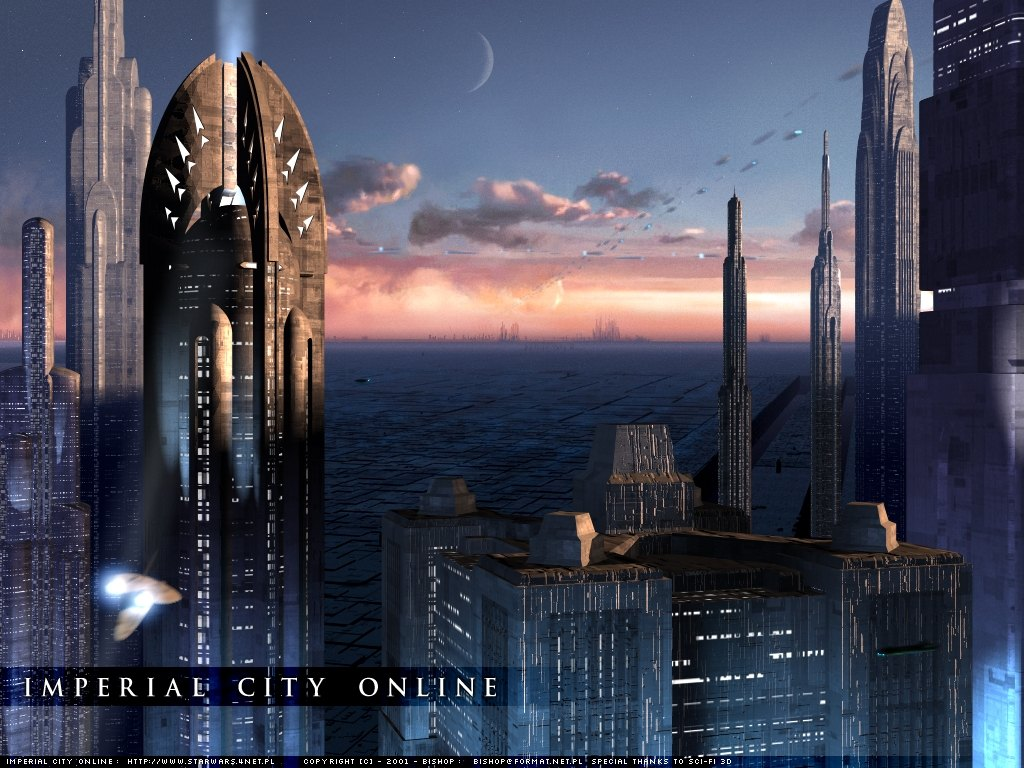 IMPERIAL CITY ONLINE
IMPERIAL CITY ONLINE : HTTP://WWW.STARWARS.4NET.PL COPYRIGHT (C) - 2001 - BISHOP : BISHOP@FORMAT.NET.PL SPECIAL THANKS TO SCI-FI 3D